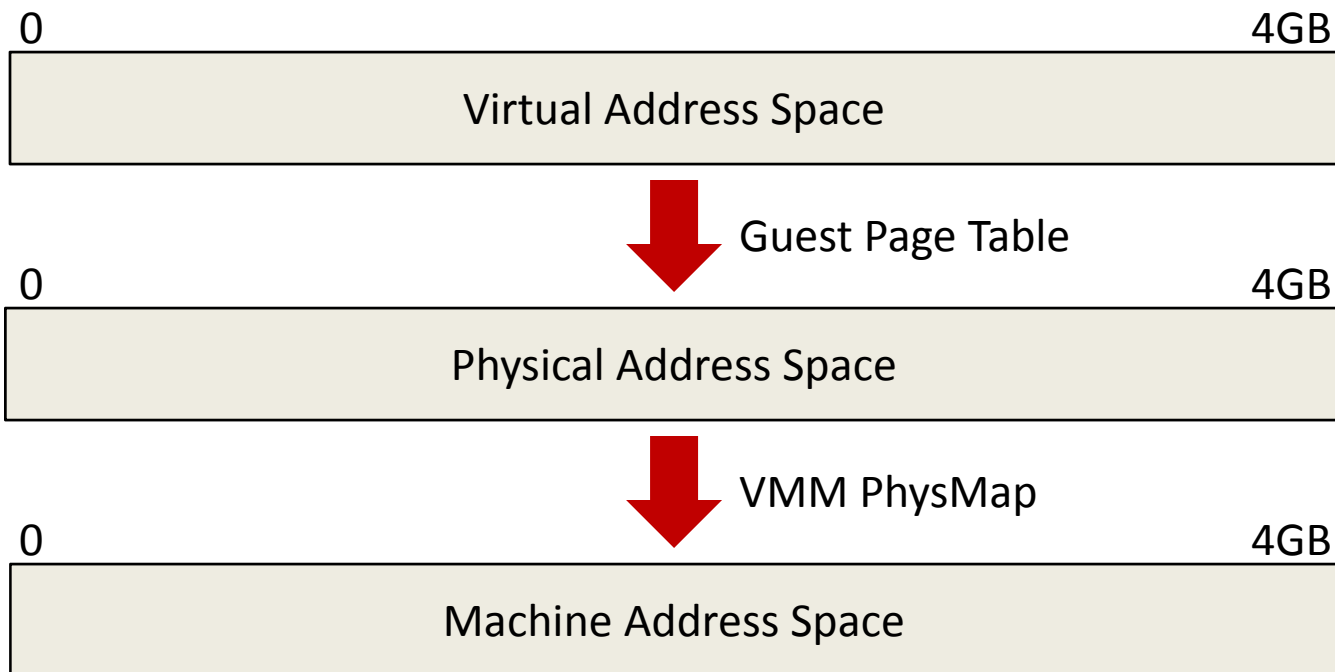 0 4GB
Virtual Address Space
Guest Page Table
0 4GB
Physical Address Space
VMM PhysMap
0 4GB
Machine Address Space